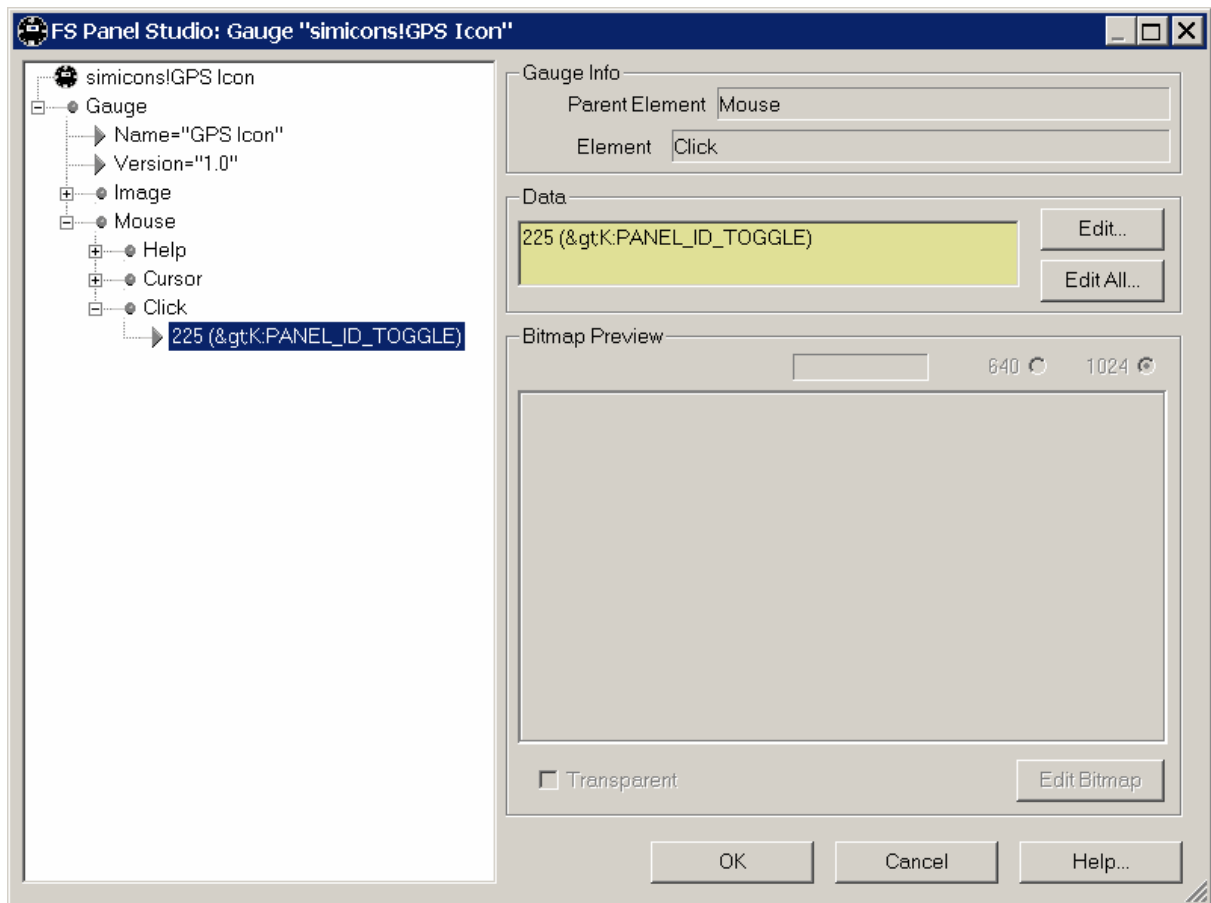 FS Panel Studio: Gauge "simicons!GPS Icon"
simicons!GPS Icon
Gauge
Name="GPS Icon"
Version="1.0"
Image
Mouse
Help
Cursor
Click
225 (&gt;K:PANEL_ID_TOGGLE)
Gauge Info
Parent Element Mouse
Element Click
Data
225 (&gt;K:PANEL_ID_TOGGLE)
Edit...
Edit All...
Bitmap Preview
640 1024
Transparent
Edit Bitmap
OK Cancel Help...